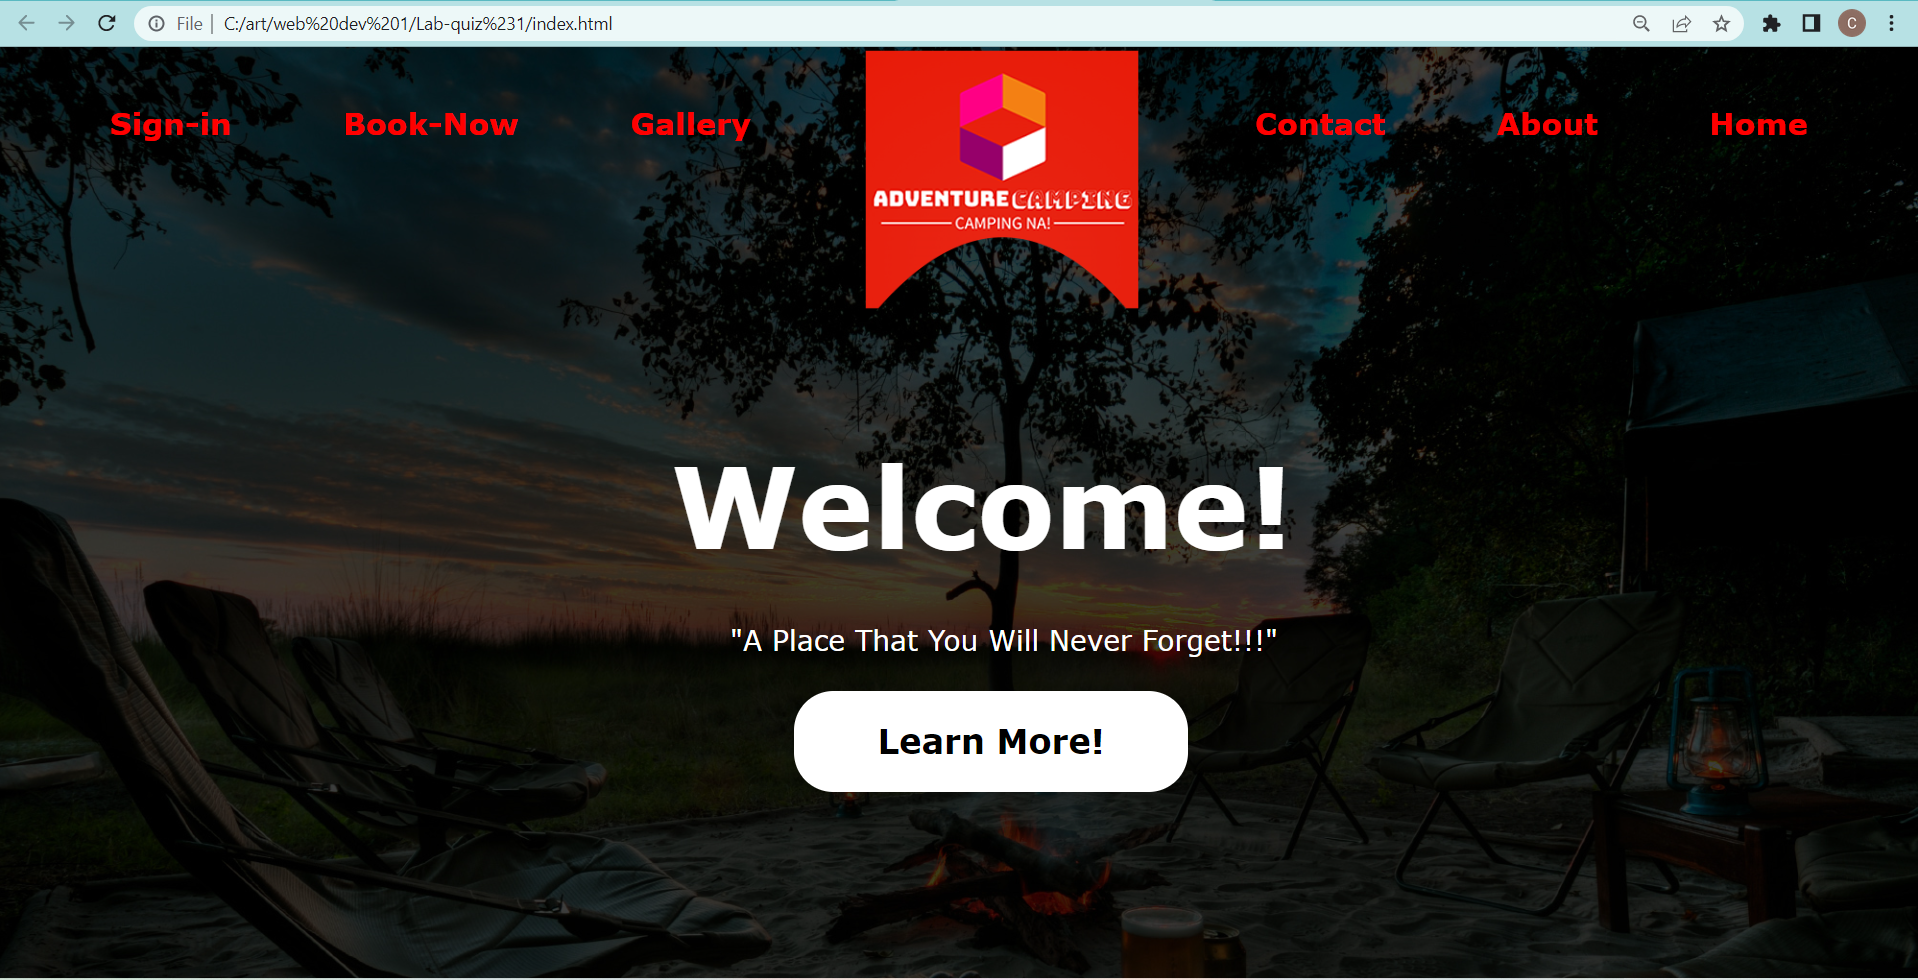 File | C:/art/web%20dev%201/Lab-quiz%231/index.html
C
Sign-in Book-Now Gallery Contact About Home
ADVENTURE CAMPING
CAMPING NA!
Welcome!
"A Place That You Will Never Forget!!!"
Learn More!